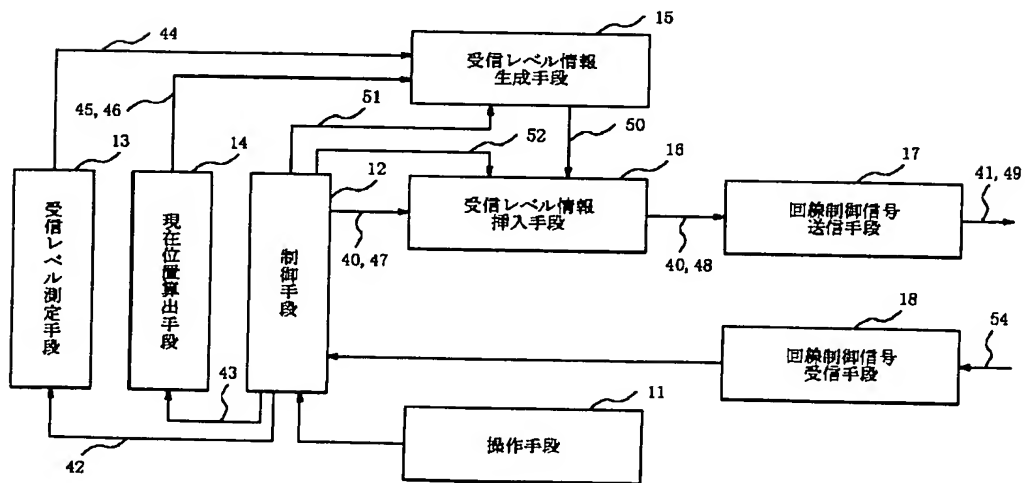 44
15
受信レベル情報
生成手段
45, 46
51
50
13
14
52
16
17
12
41, 49
受信レベル測定手段
現在位置算出手段
制御手段
受信レベル情報
挿入手段
回線制御信号
送信手段
40, 47
40, 48
18
54
回線制御信号
受信手段
43
11
操作手段
42